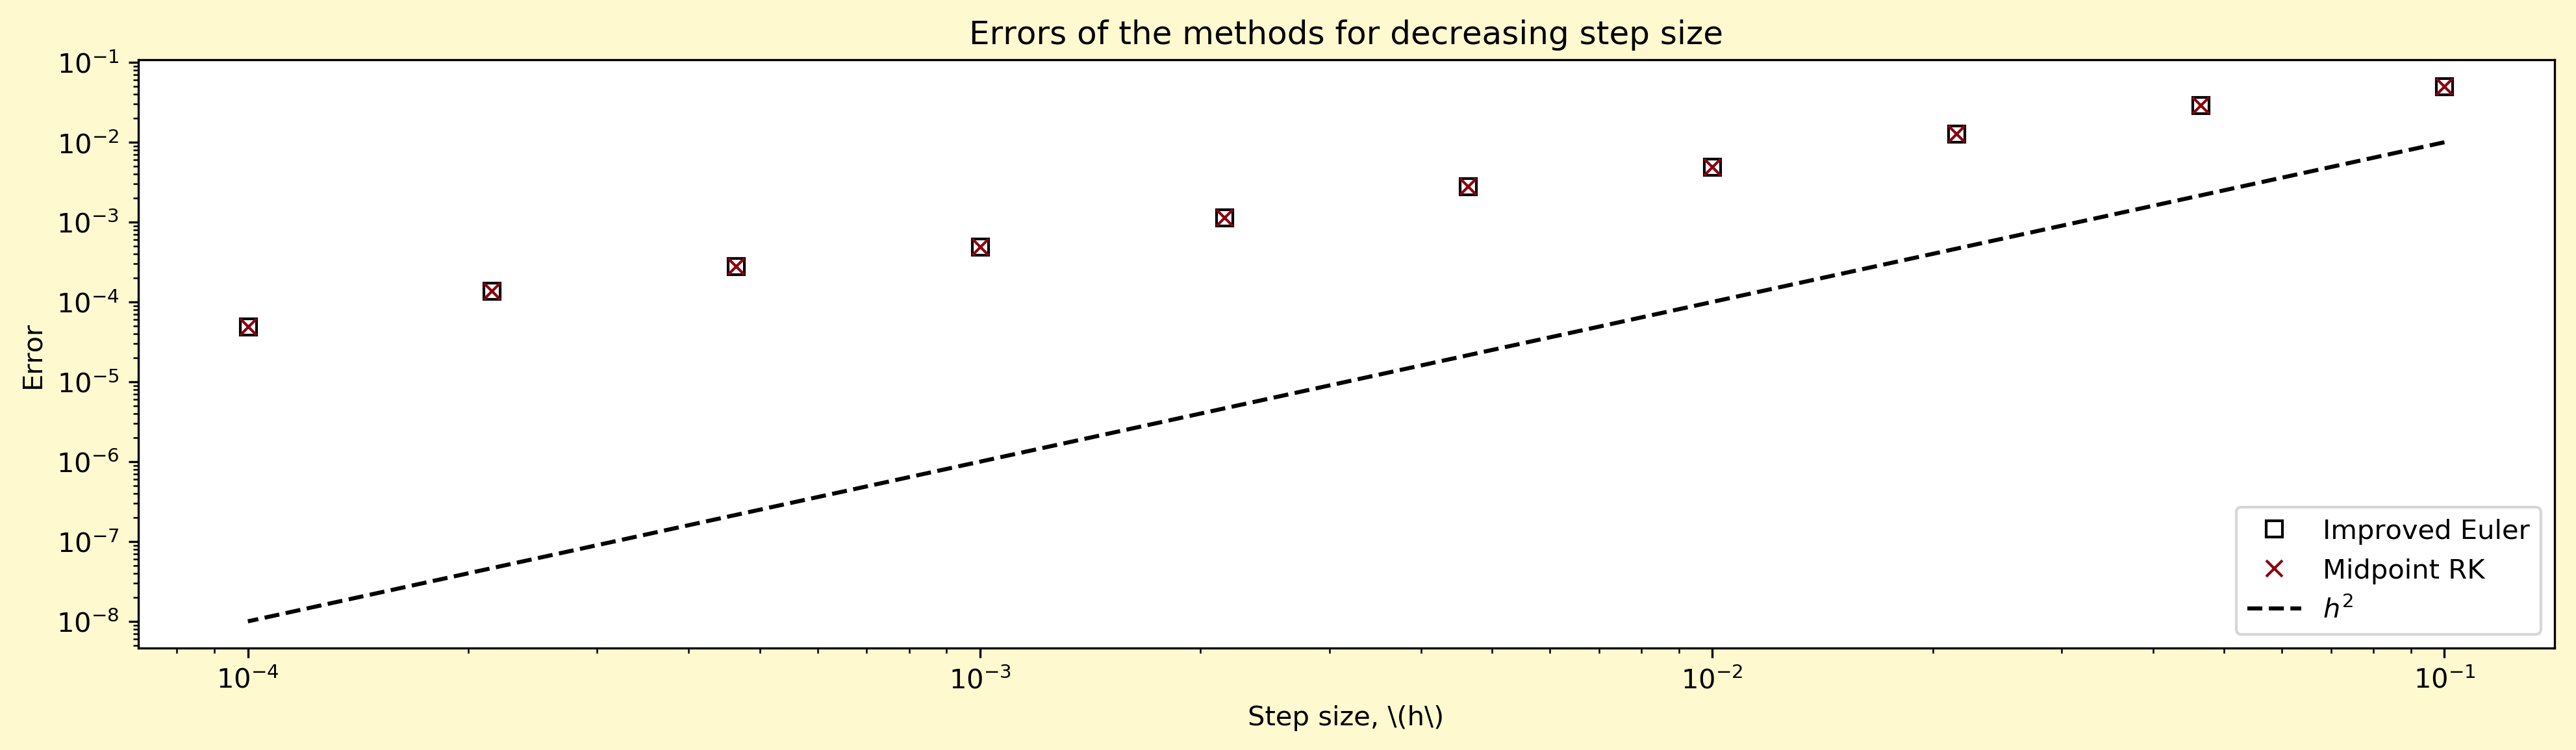 Errors of the methods for decreasing step size
10⁻¹
10⁻²
10⁻³
10⁻⁴
10⁻⁵
10⁻⁶
10⁻⁷
10⁻⁸
Error
Improved Euler
Midpoint RK
h²
10⁻⁴ 10⁻³ 10⁻² 10⁻¹
Step size, \(h\)